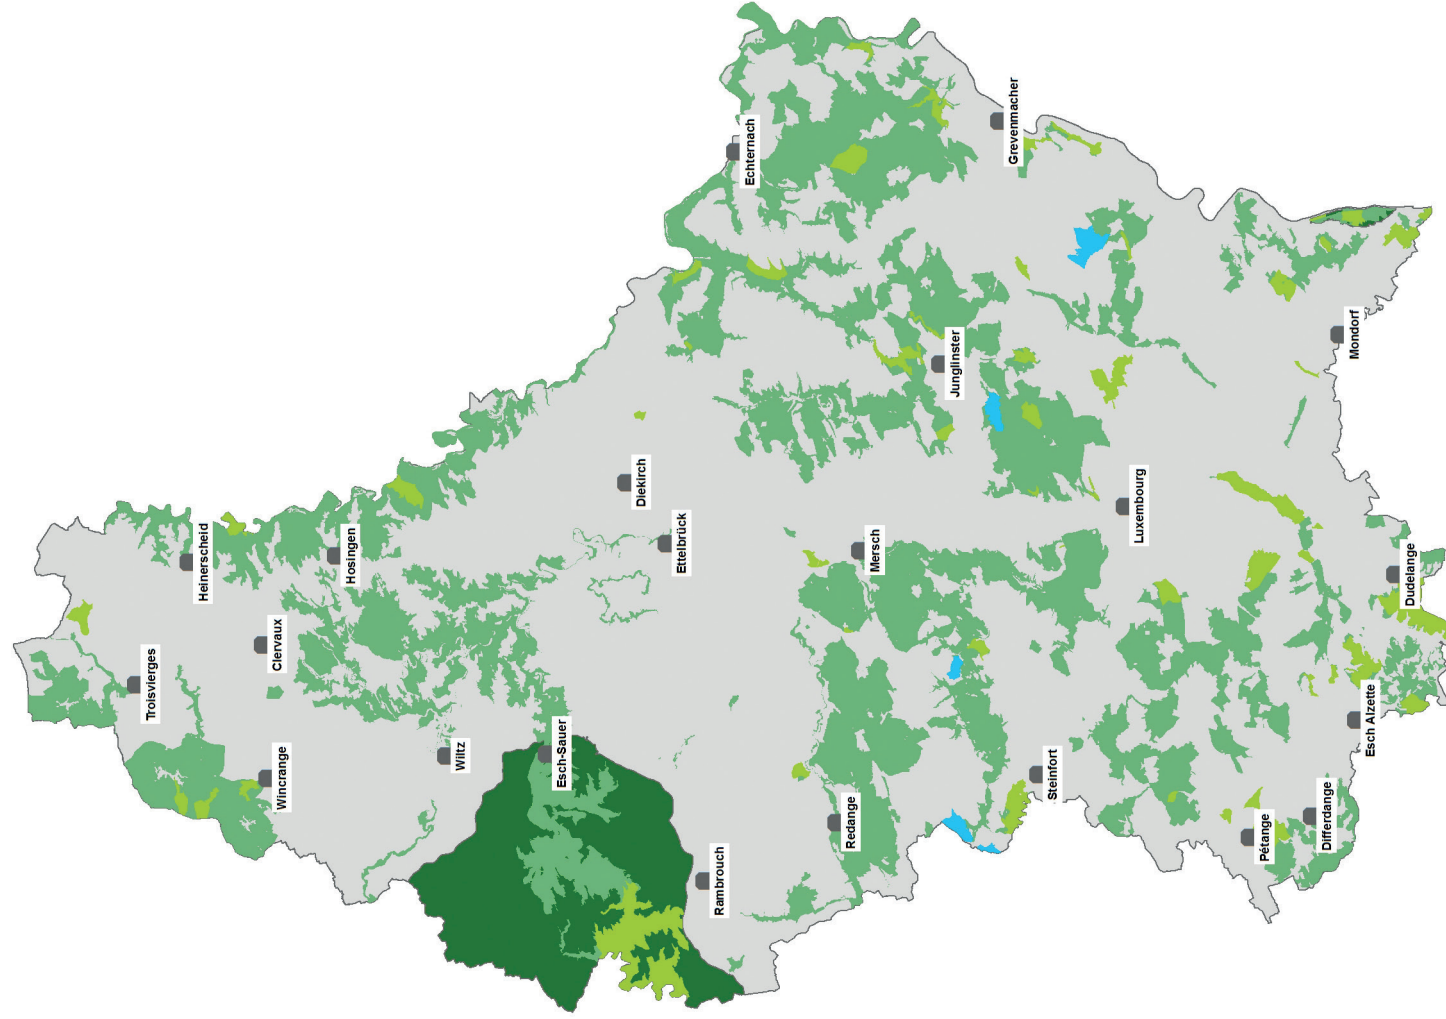 Troisvierges
Heinerscheid
Wincrange
Clervaux
Hosingen
Wiltz
Esch-Sauer
Diekirch
Ettelbrück
Rambrouch
Echternach
Redange
Mersch
Junglinster
Grevenmacher
Steinfort
Luxembourg
Pétange
Differdange
Esch Alzette
Dudelange
Mondorf